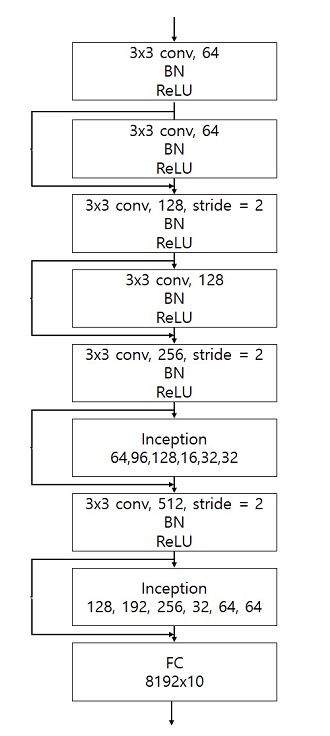 3x3 conv, 64
BN
ReLU
3x3 conv, 64
BN
ReLU
3x3 conv, 128, stride = 2
BN
ReLU
3x3 conv, 128
BN
ReLU
3x3 conv, 256, stride = 2
BN
ReLU
Inception
64,96,128,16,32,32
3x3 conv, 512, stride = 2
BN
ReLU
Inception
128, 192, 256, 32, 64, 64
FC
8192x10